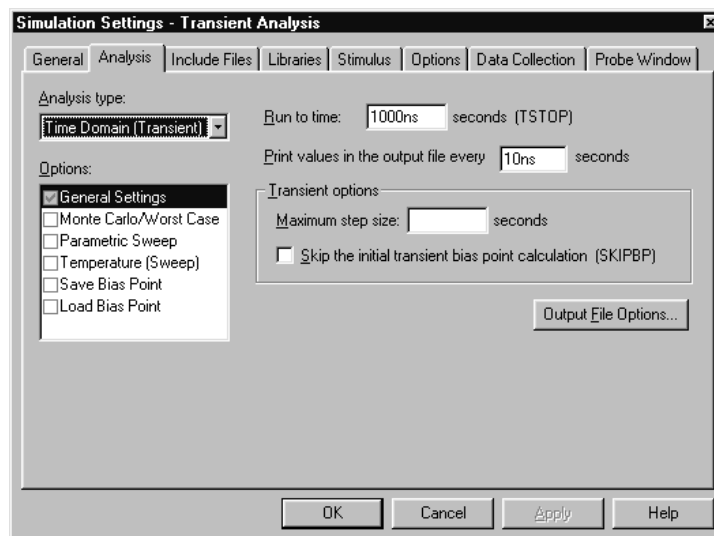 Simulation Settings - Transient Analysis
General Analysis Include Files Libraries Stimulus Options Data Collection Probe Window
Analysis type:
Time Domain (Transient)
Options:
General Settings
Monte Carlo/Worst Case
Parametric Sweep
Temperature (Sweep)
Save Bias Point
Load Bias Point
Run to time: 1000ns seconds (TSTOP)
Print values in the output file every 10ns seconds
Transient options
Maximum step size: seconds
Skip the initial transient bias point calculation (SKIPBP)
Output File Options...
OK Cancel Apply Help